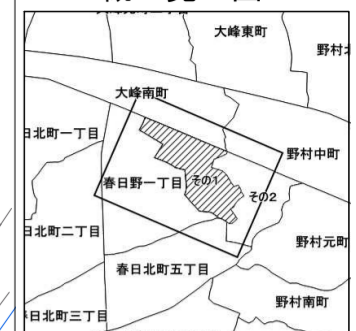 大峰東町
野村北
大峰南町
日北町一丁目
野村中町
その1
春日野一丁目
その2
日北町二丁目
野村元町
春日北町五丁目
野村南町
日北町三丁目